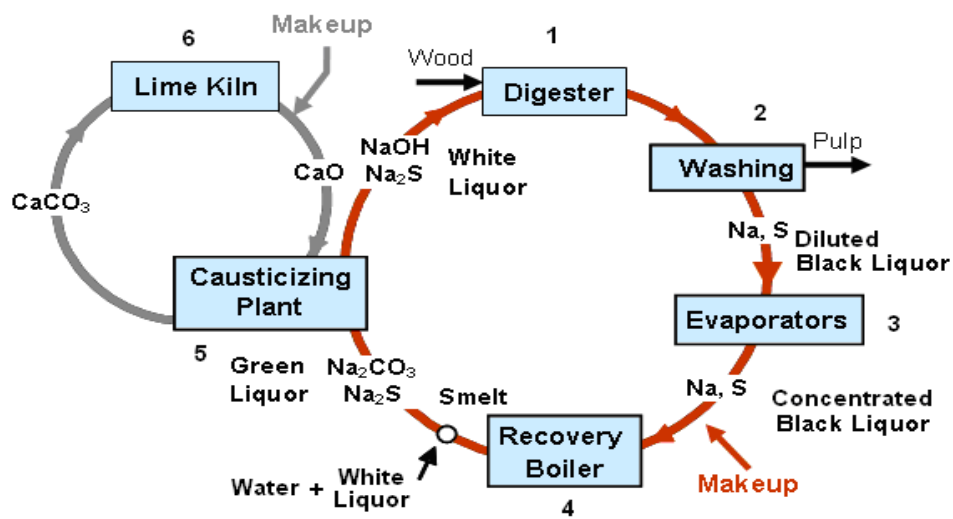 6
Makeup
1
Lime Kiln
Wood
Digester
2
Pulp
NaOH
Na₂S
White
Liquor
Washing
CaO
CaCO₃
Na, S
Diluted
Black Liquor
Causticizing
Plant
Evaporators
3
5
Green
Liquor
Na₂CO₃
Na₂S
Smelt
Na, S
Concentrated
Black Liquor
Recovery
Boiler
Water + White
Liquor
Makeup
4